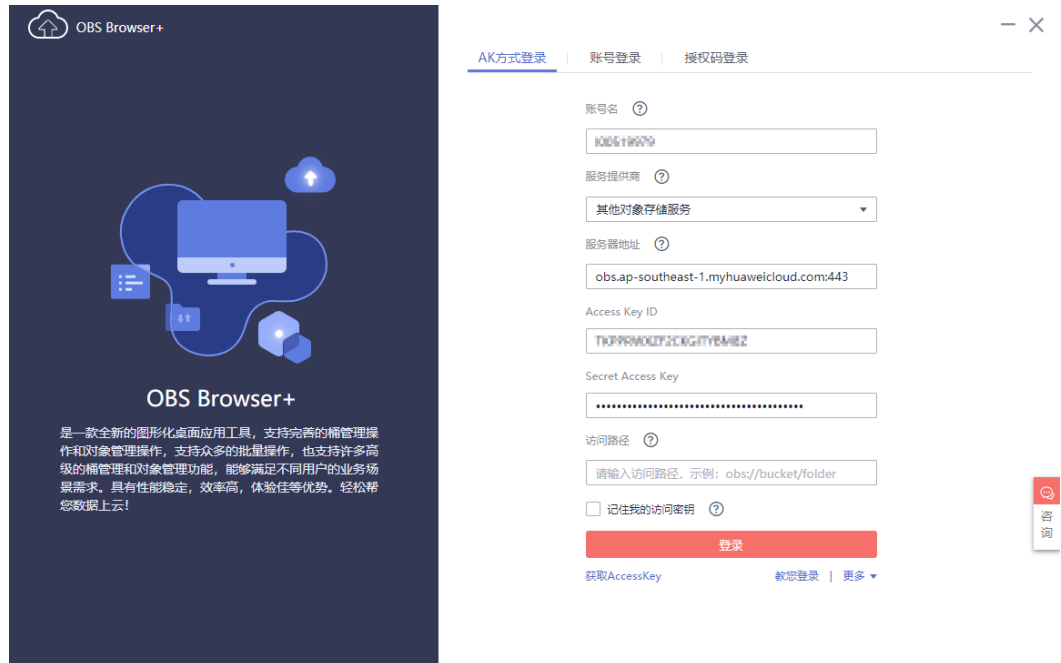 OBS Browser+
AK方式登录
账号登录
授权码登录
账号名
服务提供商
其他对象存储服务
服务器地址
obs.ap-southeast-1.myhuaweicloud.com:443
Access Key ID
Secret Access Key
访问路径
请输入访问路径，示例：obs://bucket/folder
记住我的访问密钥
登录
获取AccessKey
教您登录 | 更多
OBS Browser+
是一款全新的图形化桌面应用工具，支持完善的桶管理操
作和对象管理操作，支持众多的批量操作，也支持许多高
级的桶管理和对象管理功能，能够满足不同用户的业务场
景需求。具有性能稳定，效率高，体验佳等优势。轻松帮
您数据上云！
咨
询